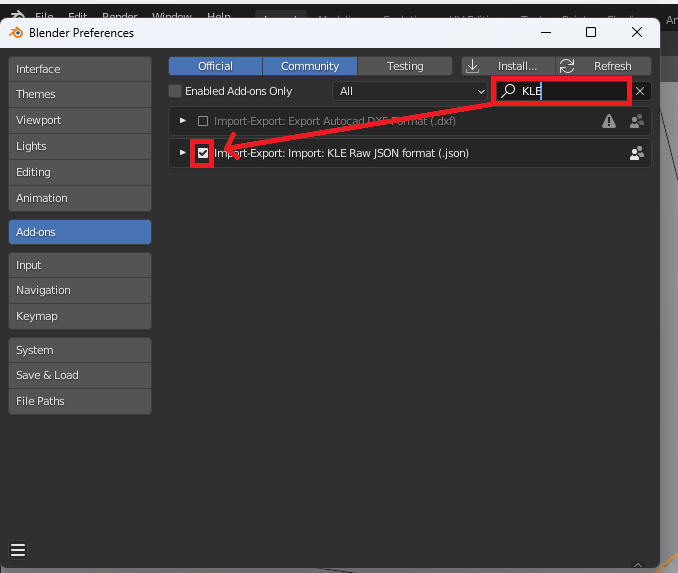 File Edit Render Window Help
Blender Preferences
Interface
Themes
Viewport
Lights
Editing
Animation
Add-ons
Input
Navigation
Keymap
System
Save & Load
File Paths
Official Community Testing Install... Refresh
Enabled Add-ons Only All KLE
Import-Export: Export Autocad DXF Format (.dxf)
Import-Export: Import: KLE Raw JSON format (.json)